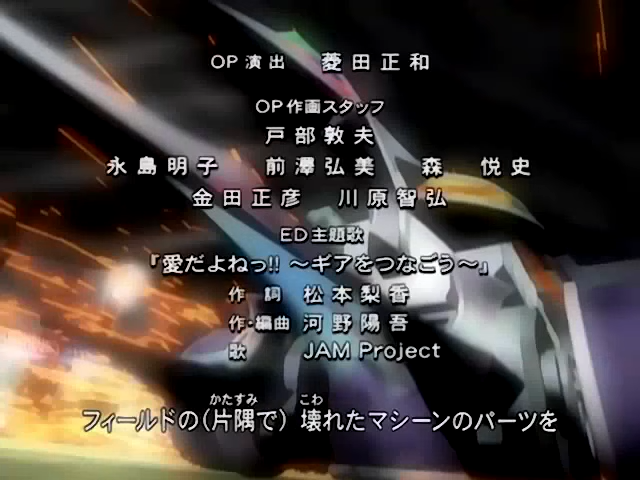 OP演出 菱田正和
OP作画スタッフ
戸部敦夫
永島明子 前澤弘美 森 悦史
金田正彦 川原智弘
ED主題歌
『愛だよねっ!! 〜ギアをつなごう〜』
作 詞 松本梨香
作・編曲 河野陽吾
歌 JAM Project
かたすみ こわ
フィールドの(片隅で) 壊れたマシーンのパーツを